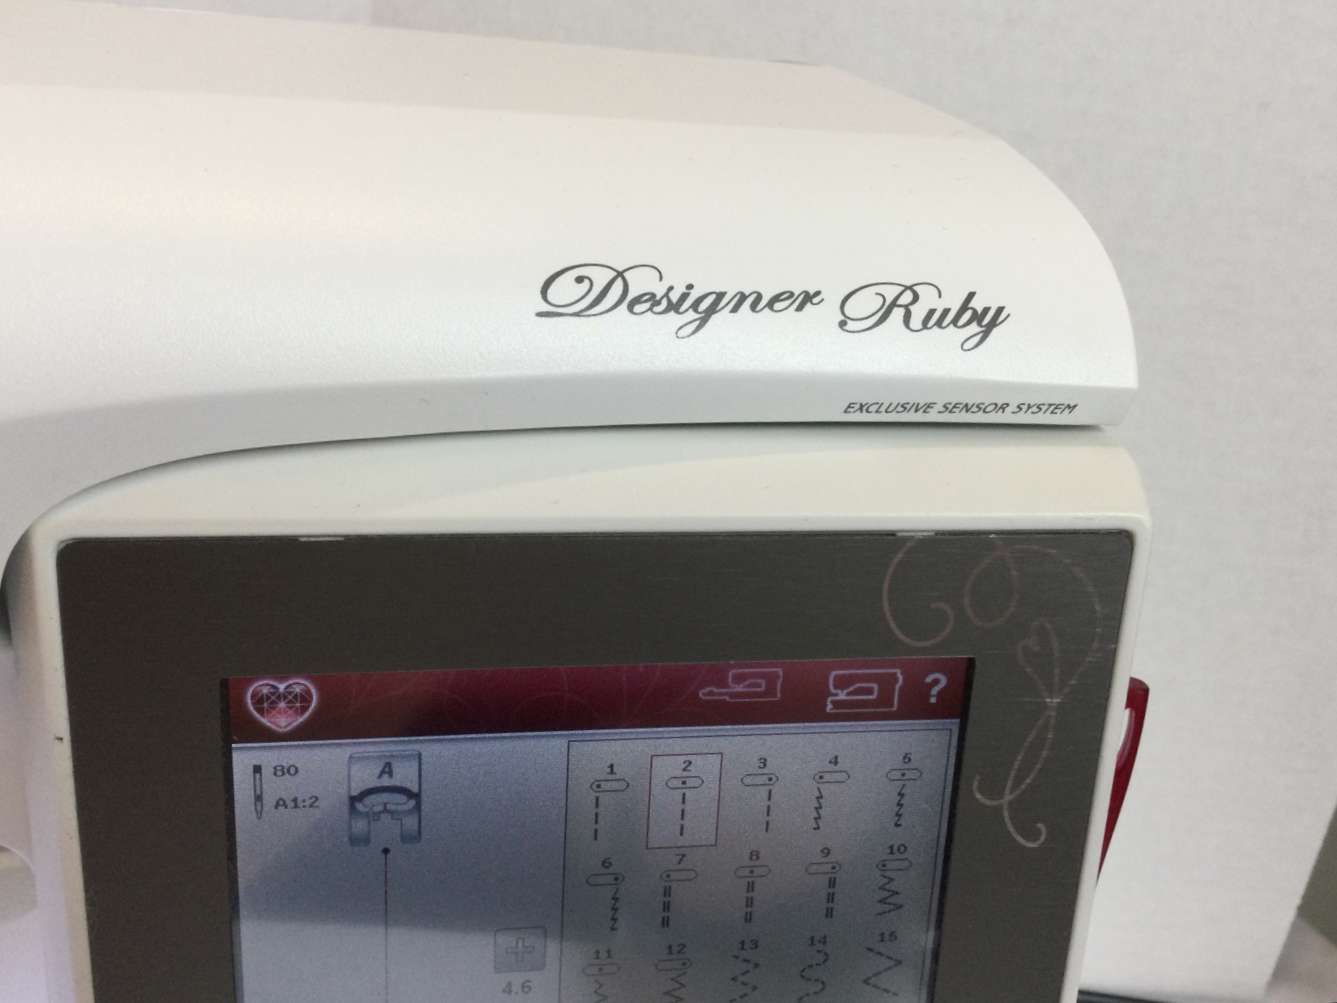 Designer Ruby
EXCLUSIVE SENSOR SYSTEM
?
80
A1:2
A
1 2 3 4 5
6 7 8 9 10
11 12 13 14 15
4.6